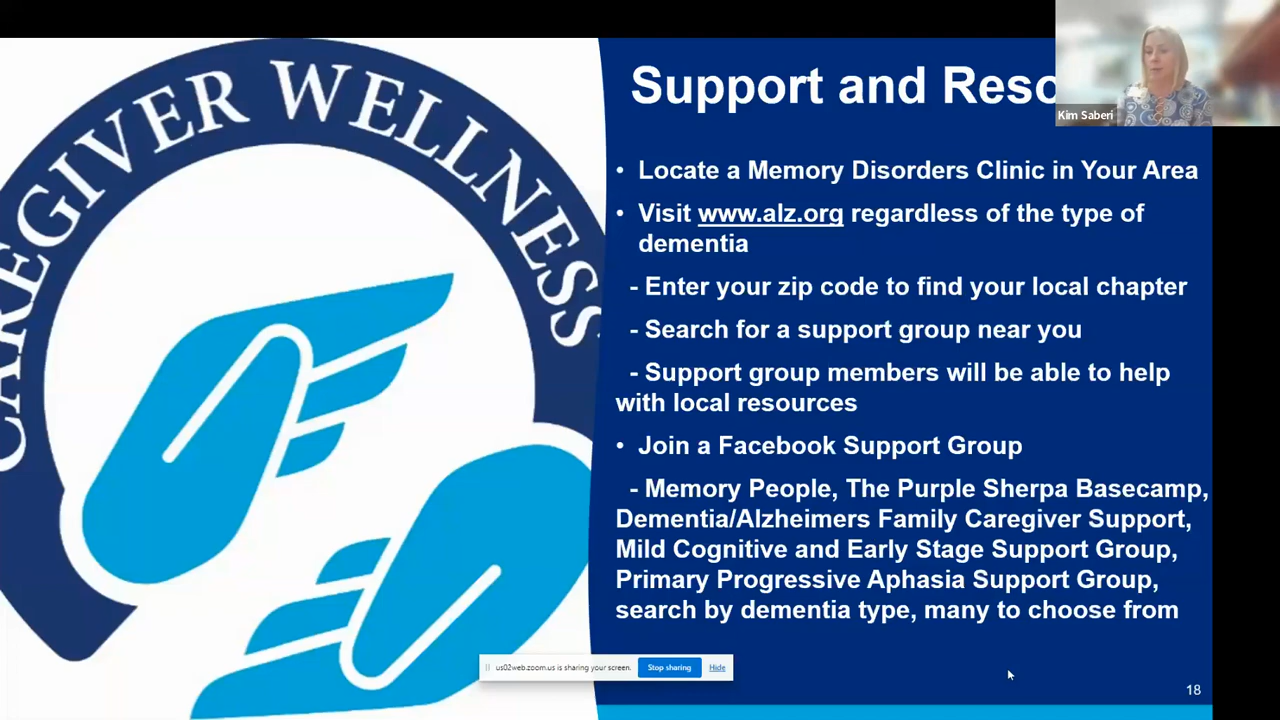 CAREGIVER WELLNESS
Support and Reso
Kim Saberi
• Locate a Memory Disorders Clinic in Your Area
• Visit www.alz.org regardless of the type of
dementia
- Enter your zip code to find your local chapter
- Search for a support group near you
- Support group members will be able to help
with local resources
• Join a Facebook Support Group
- Memory People, The Purple Sherpa Basecamp,
Dementia/Alzheimers Family Caregiver Support,
Mild Cognitive and Early Stage Support Group,
Primary Progressive Aphasia Support Group,
search by dementia type, many to choose from
us02web.zoom.us is sharing your screen. Stop sharing Hide
18